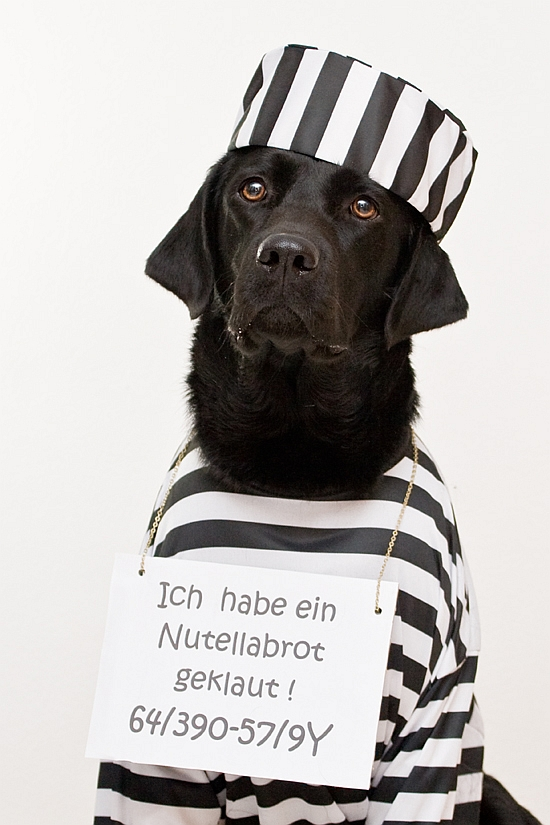 Ich habe ein
Nutellabrot
geklaut !
64/390-57/9Y